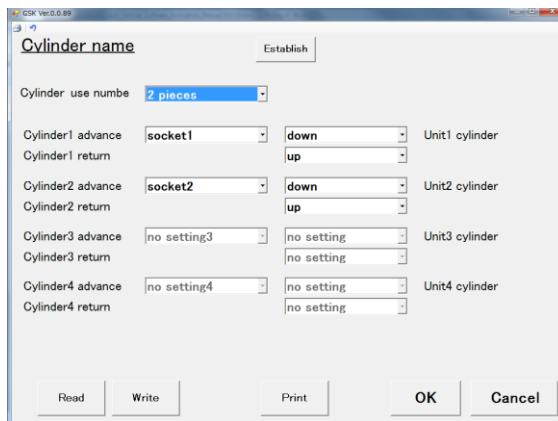 GSK Ver.0.0.89
Cylinder name
Establish
Cylinder use numbe 2 pieces
Cylinder1 advance socket1 down Unit1 cylinder
Cylinder1 return up
Cylinder2 advance socket2 down Unit2 cylinder
Cylinder2 return up
Cylinder3 advance no setting3 no setting Unit3 cylinder
Cylinder3 return no setting
Cylinder4 advance no setting4 no setting Unit4 cylinder
Cylinder4 return no setting
Read Write Print OK Cancel